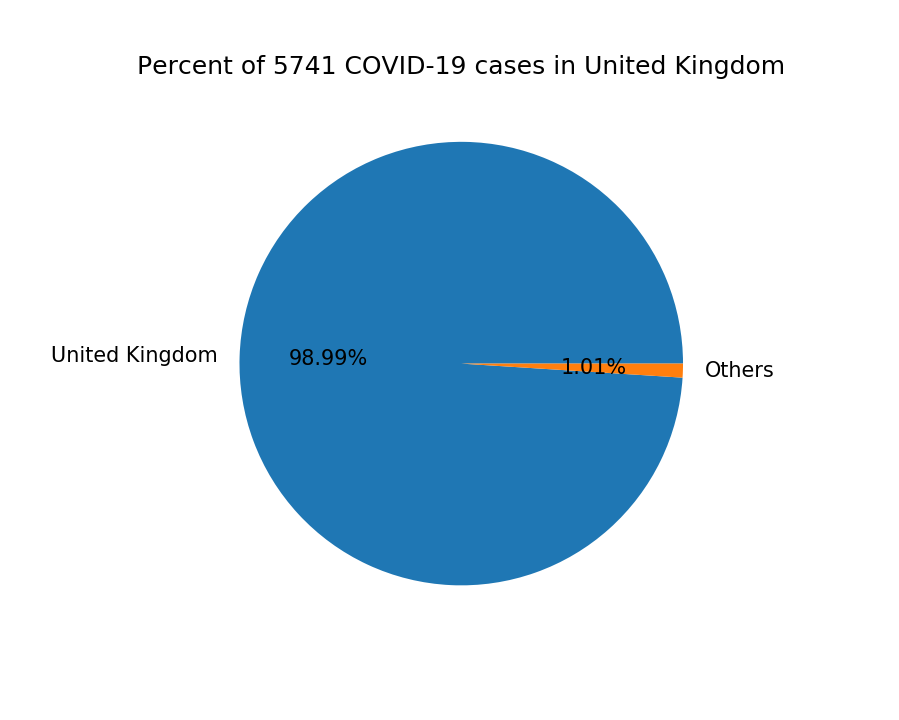 Percent of 5741 COVID-19 cases in United Kingdom
United Kingdom
98.99%
1.01%
Others